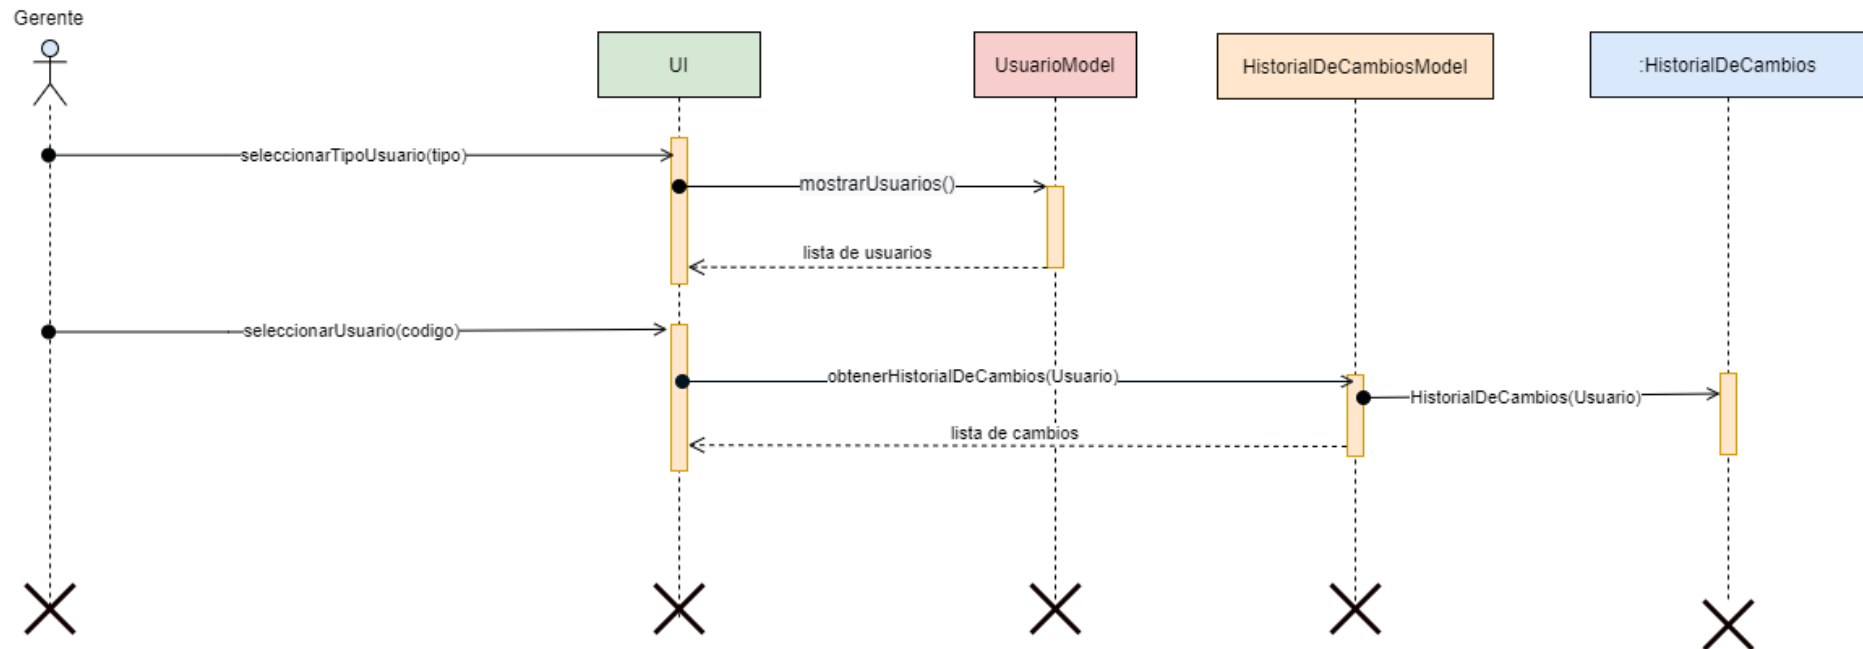 Gerente
UI
UsuarioModel
HistorialDeCambiosModel
:HistorialDeCambios
seleccionarTipoUsuario(tipo)
mostrarUsuarios()
lista de usuarios
seleccionarUsuario(codigo)
obtenerHistorialDeCambios(Usuario)
HistorialDeCambios(Usuario)
lista de cambios